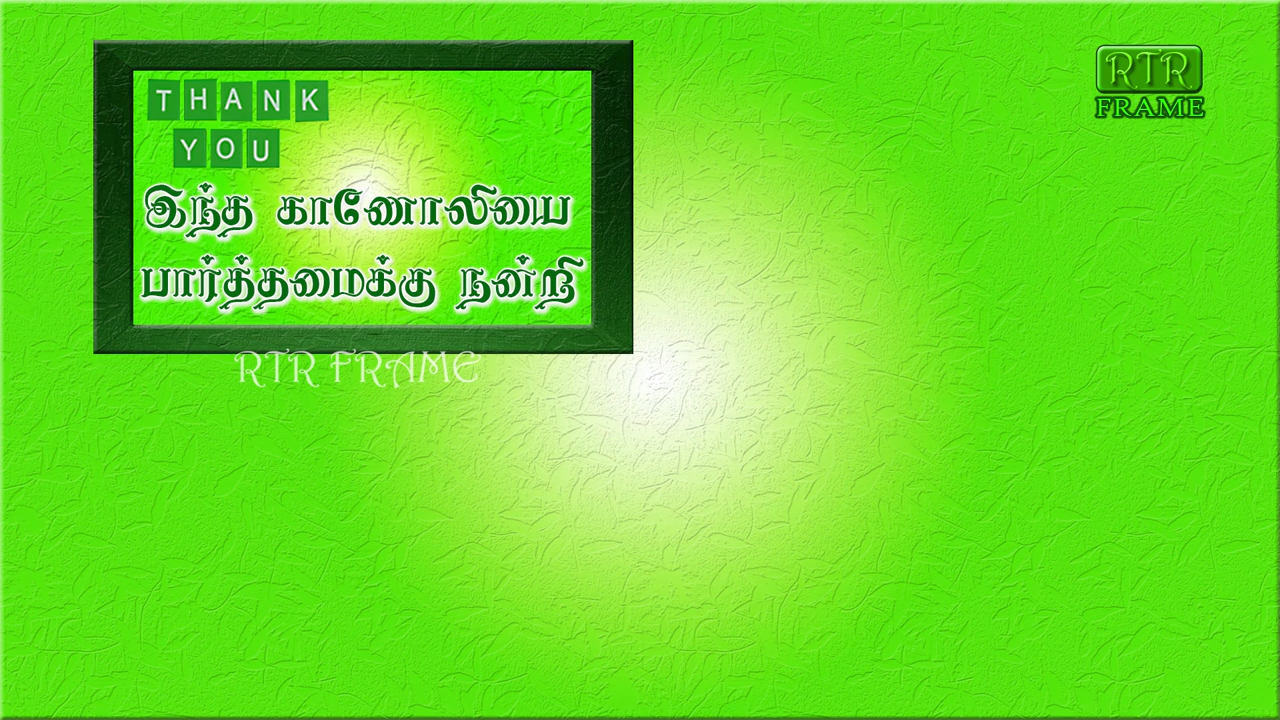 THANK
YOU
இந்த காணோலியை
பார்த்தமைக்கு நன்றி
RTR FRAME
RTR
FRAME